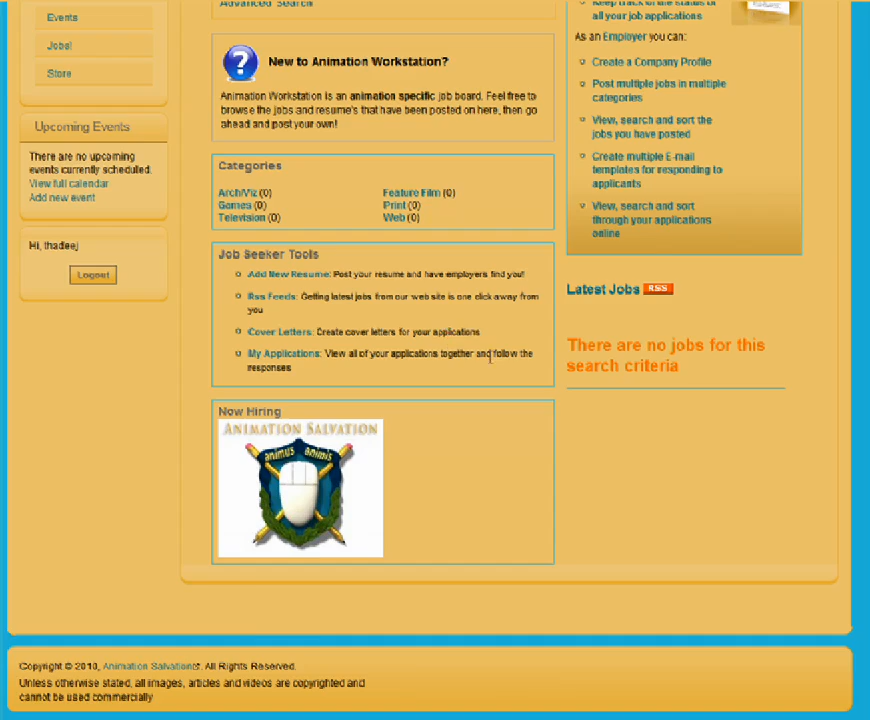 Events
Jobs!
Store
Upcoming Events
There are no upcoming
events currently scheduled.
View full calendar
Add new event
Hi, thadeej
Logout
Advanced Search
New to Animation Workstation?
Animation Workstation is an animation specific job board. Feel free to
browse the jobs and resume's that have been posted on here, then go
ahead and post your own!
Categories
Arch/Viz (0)
Feature Film (0)
Games (0)
Print (0)
Television (0)
Web (0)
Job Seeker Tools
Add New Resume: Post your resume and have employers find you!
Rss Feeds: Getting latest jobs from our web site is one click away from
you
Cover Letters: Create cover letters for your applications
My Applications: View all of your applications together and follow the
responses
Now Hiring
ANIMATION SALVATION
animus animis
Keep track of the status of
all your job applications
As an Employer you can:
Create a Company Profile
Post multiple jobs in multiple
categories
View, search and sort the
jobs you have posted
Create multiple E-mail
templates for responding to
applicants
View, search and sort
through your applications
online
Latest Jobs RSS
There are no jobs for this
search criteria
Copyright © 2010, Animation Salvation. All Rights Reserved.
Unless otherwise stated, all images, articles and videos are copyrighted and
cannot be used commercially